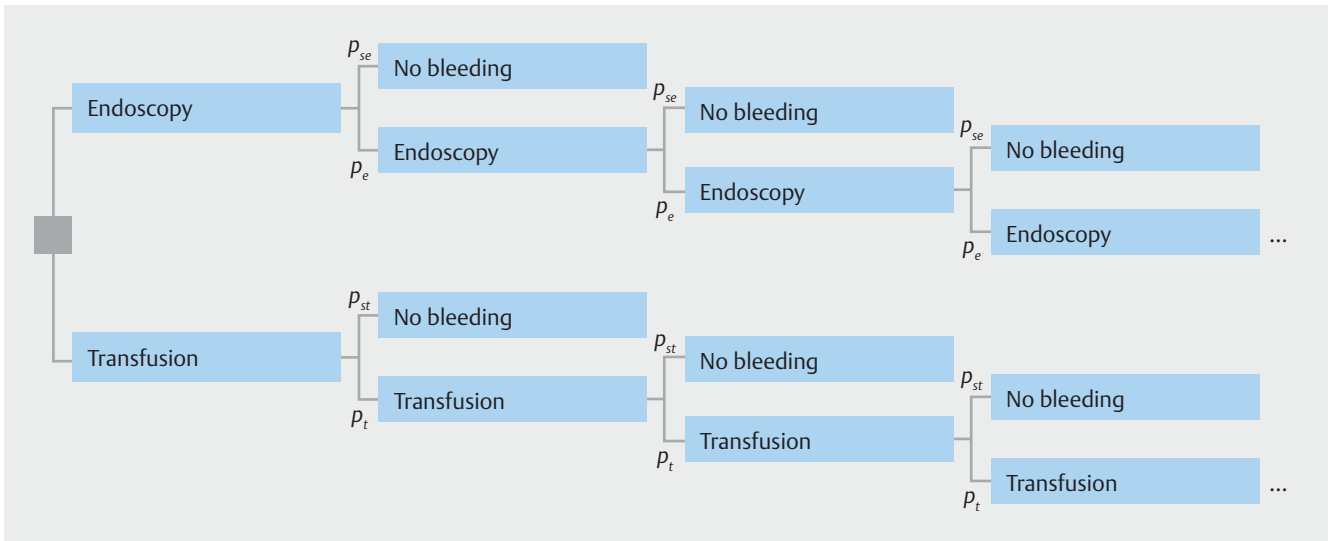 p_se
No bleeding
Endoscopy
p_se
No bleeding
p_e
Endoscopy
p_se
No bleeding
p_e
Endoscopy
p_e
Endoscopy
...
p_st
No bleeding
Transfusion
p_st
No bleeding
p_t
Transfusion
p_st
No bleeding
p_t
Transfusion
p_t
Transfusion
...